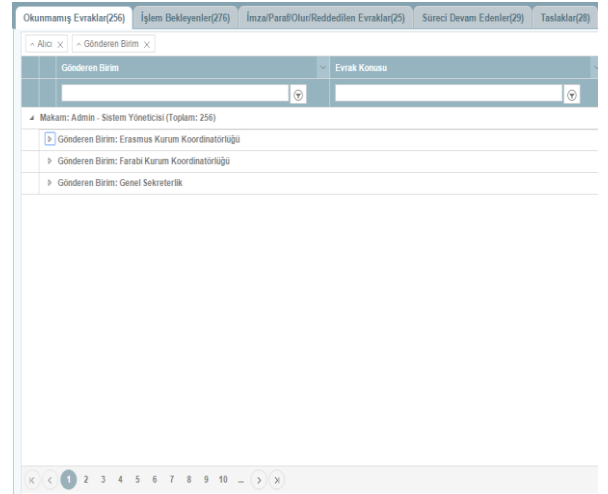 Okunmamış Evraklar(256) İşlem Bekleyenler(276) İmza/Paraf/Olur/Reddedilen Evraklar(25) Süreci Devam Edenler(29) Taslaklar(28)
Alıcı Gönderen Birim
Gönderen Birim Evrak Konusu
Makam: Admin - Sistem Yöneticisi (Toplam: 256)
Gönderen Birim: Erasmus Kurum Koordinatörlüğü
Gönderen Birim: Farabi Kurum Koordinatörlüğü
Gönderen Birim: Genel Sekreterlik
1 2 3 4 5 6 7 8 9 10 ...